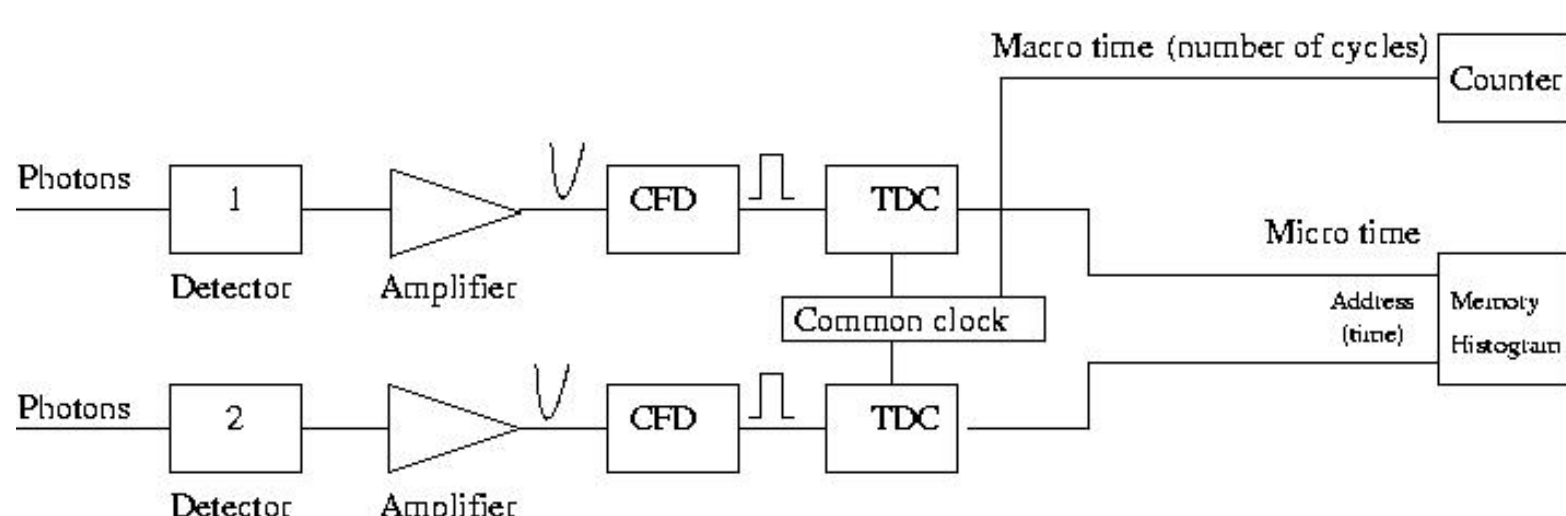 Macro time (number of cycles)
Counter
Photons
1
CFD
TDC
Detector
Amplifier
Micro time
Common clock
Address
(time)
Memory
Histogram
Photons
2
CFD
TDC
Detector
Amplifier